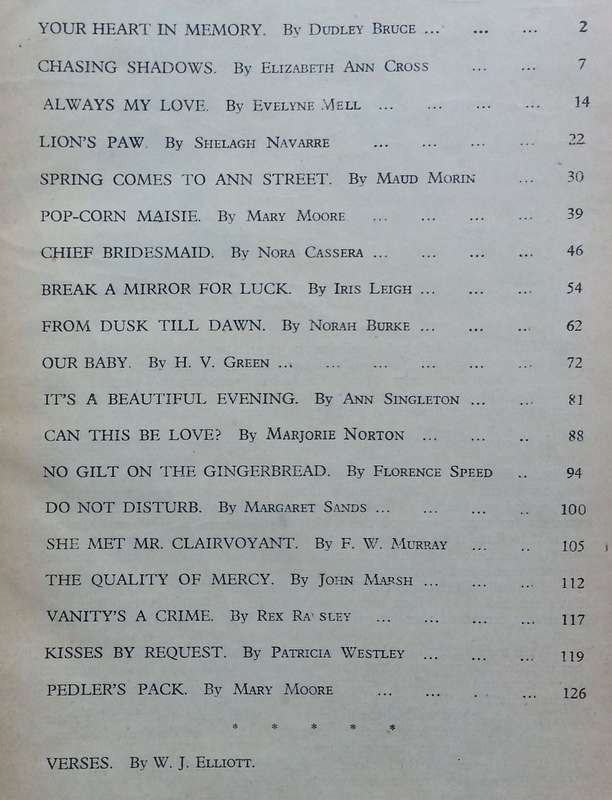 YOUR HEART IN MEMORY. By Dudley Bruce ... ... ... 2
CHASING SHADOWS. By Elizabeth Ann Cross ... ... 7
ALWAYS MY LOVE. By Evelyne Mell ... ... ... ... 14
LION'S PAW. By Shelagh Navarre ... ... ... ... 22
SPRING COMES TO ANN STREET. By Maud Morin ... 30
POP-CORN MAISIE. By Mary Moore ... ... ... ... 39
CHIEF BRIDESMAID. By Nora Cassera ... ... ... ... 46
BREAK A MIRROR FOR LUCK. By Iris Leigh ... ... ... 54
FROM DUSK TILL DAWN. By Norah Burke ... ... ... 62
OUR BABY. By H. V. Green ... ... ... ... ... ... 72
IT'S A BEAUTIFUL EVENING. By Ann Singleton ... ... 81
CAN THIS BE LOVE? By Marjorie Norton ... ... .. 88
NO GILT ON THE GINGERBREAD. By Florence Speed .. 94
DO NOT DISTURB. By Margaret Sands ... ... ... .. 100
SHE MET MR. CLAIRVOYANT. By F. W. Murray ... .. 105
THE QUALITY OF MERCY. By John Marsh ... ... ... 112
VANITY'S A CRIME. By Rex ... ... ... ... 117
KISSES BY REQUEST. By Patricia Westley ... ... ... 119
PEDLER'S PACK. By Mary Moore ... ... . . ... 126
* * * * *
VERSES. By W. J. Elliott.